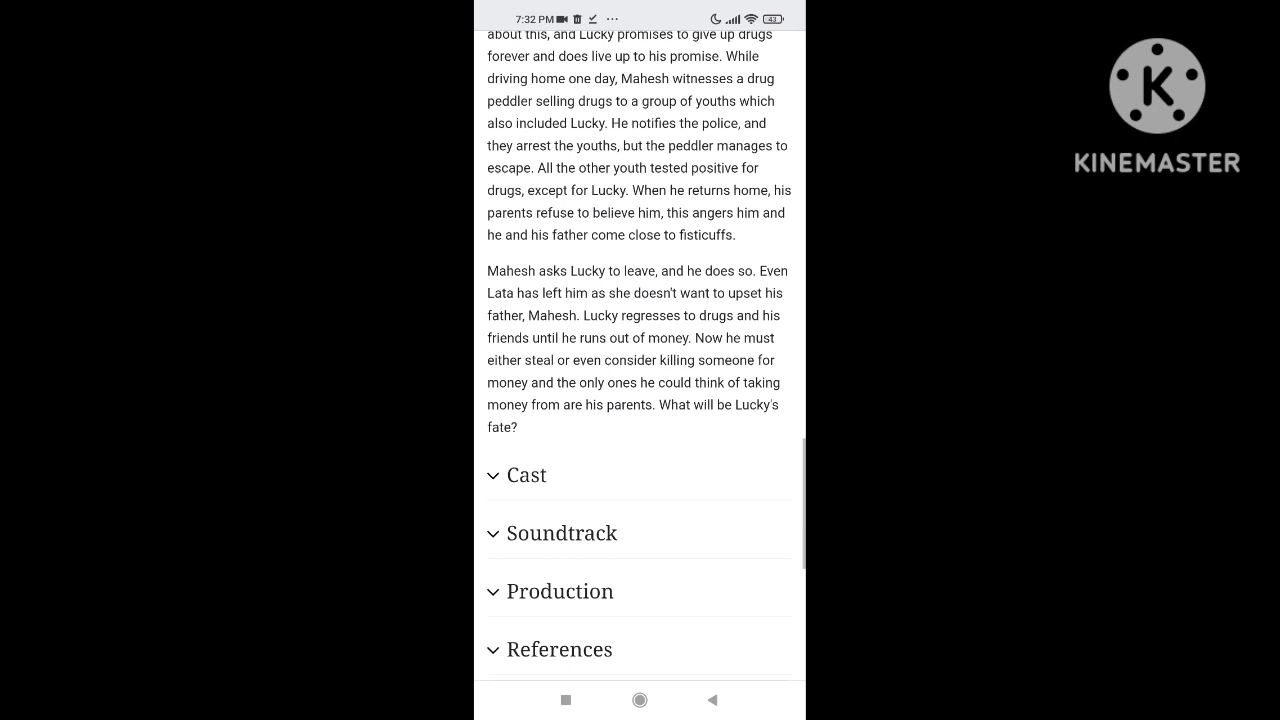 7:32 PM
43
about this, and Lucky promises to give up drugs
forever and does live up to his promise. While
driving home one day, Mahesh witnesses a drug
peddler selling drugs to a group of youths which
also included Lucky. He notifies the police, and
they arrest the youths, but the peddler manages to
escape. All the other youth tested positive for
drugs, except for Lucky. When he returns home, his
parents refuse to believe him, this angers him and
he and his father come close to fisticuffs.
Mahesh asks Lucky to leave, and he does so. Even
Lata has left him as she doesn't want to upset his
father, Mahesh. Lucky regresses to drugs and his
friends until he runs out of money. Now he must
either steal or even consider killing someone for
money and the only ones he could think of taking
money from are his parents. What will be Lucky's
fate?
Cast
Soundtrack
Production
References
K
KINEMASTER